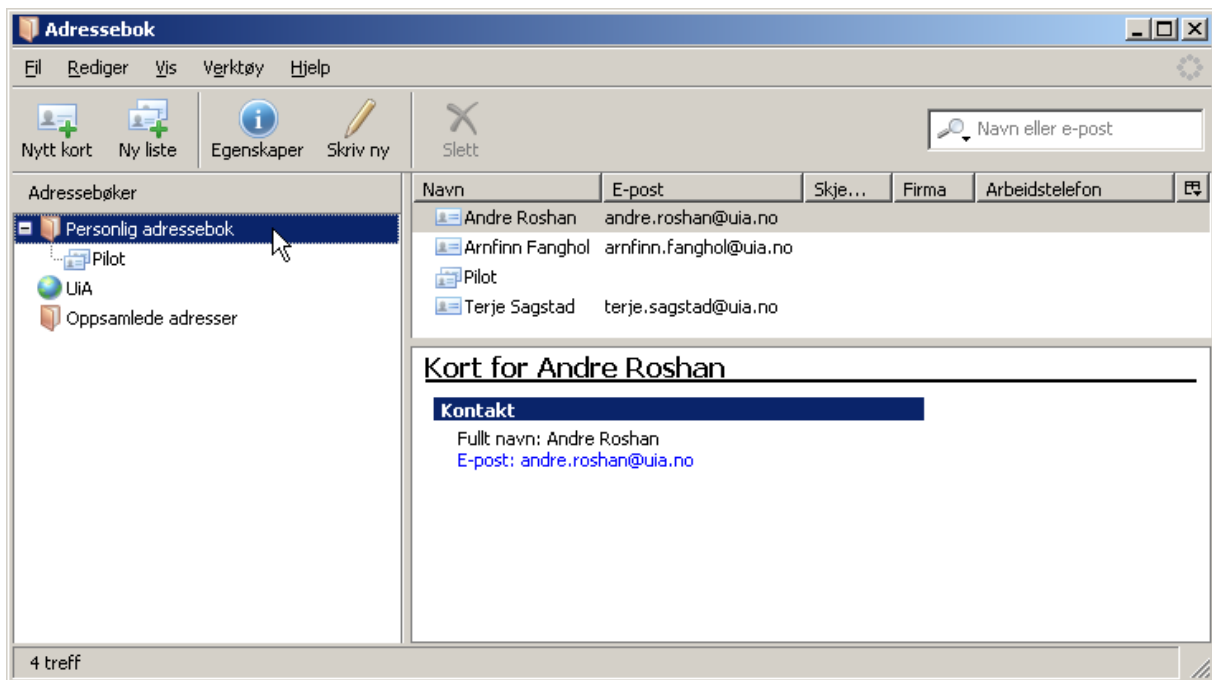 Adressebok
Fil Rediger Vis Verktøy Hjelp
Nytt kort Ny liste Egenskaper Skriv ny Slett Navn eller e-post
Adressebøker
Personlig adressebok
Pilot
UiA
Oppsamlede adresser
Navn E-post Skje... Firma Arbeidstelefon
Andre Roshan andre.roshan@uia.no
Arnfinn Fanghol arnfinn.fanghol@uia.no
Pilot
Terje Sagstad terje.sagstad@uia.no
Kort for Andre Roshan
Kontakt
Fullt navn: Andre Roshan
E-post: andre.roshan@uia.no
4 treff